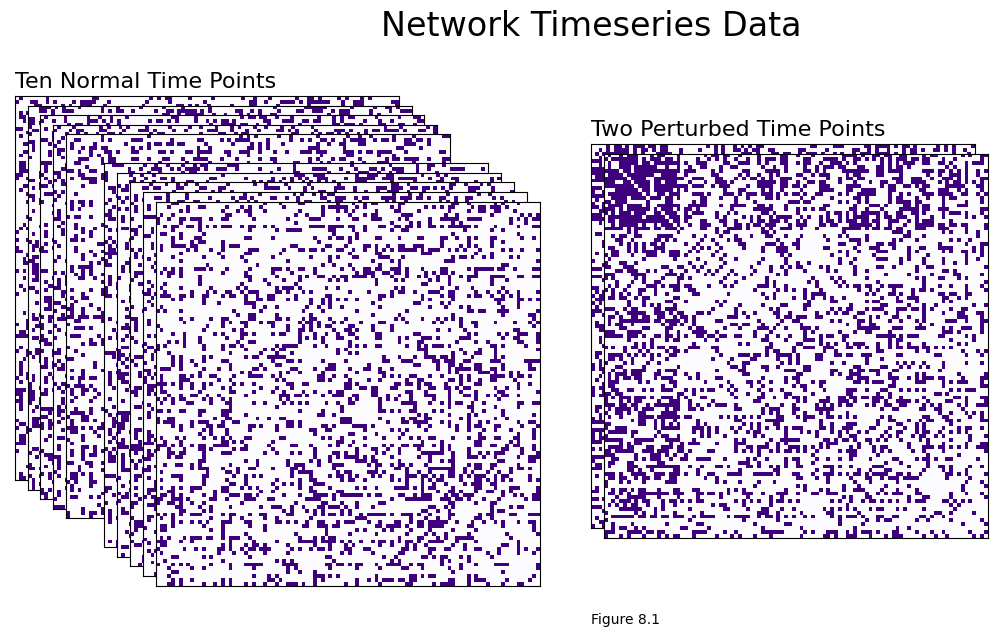 Network Timeseries Data
Ten Normal Time Points
Two Perturbed Time Points
Figure 8.1